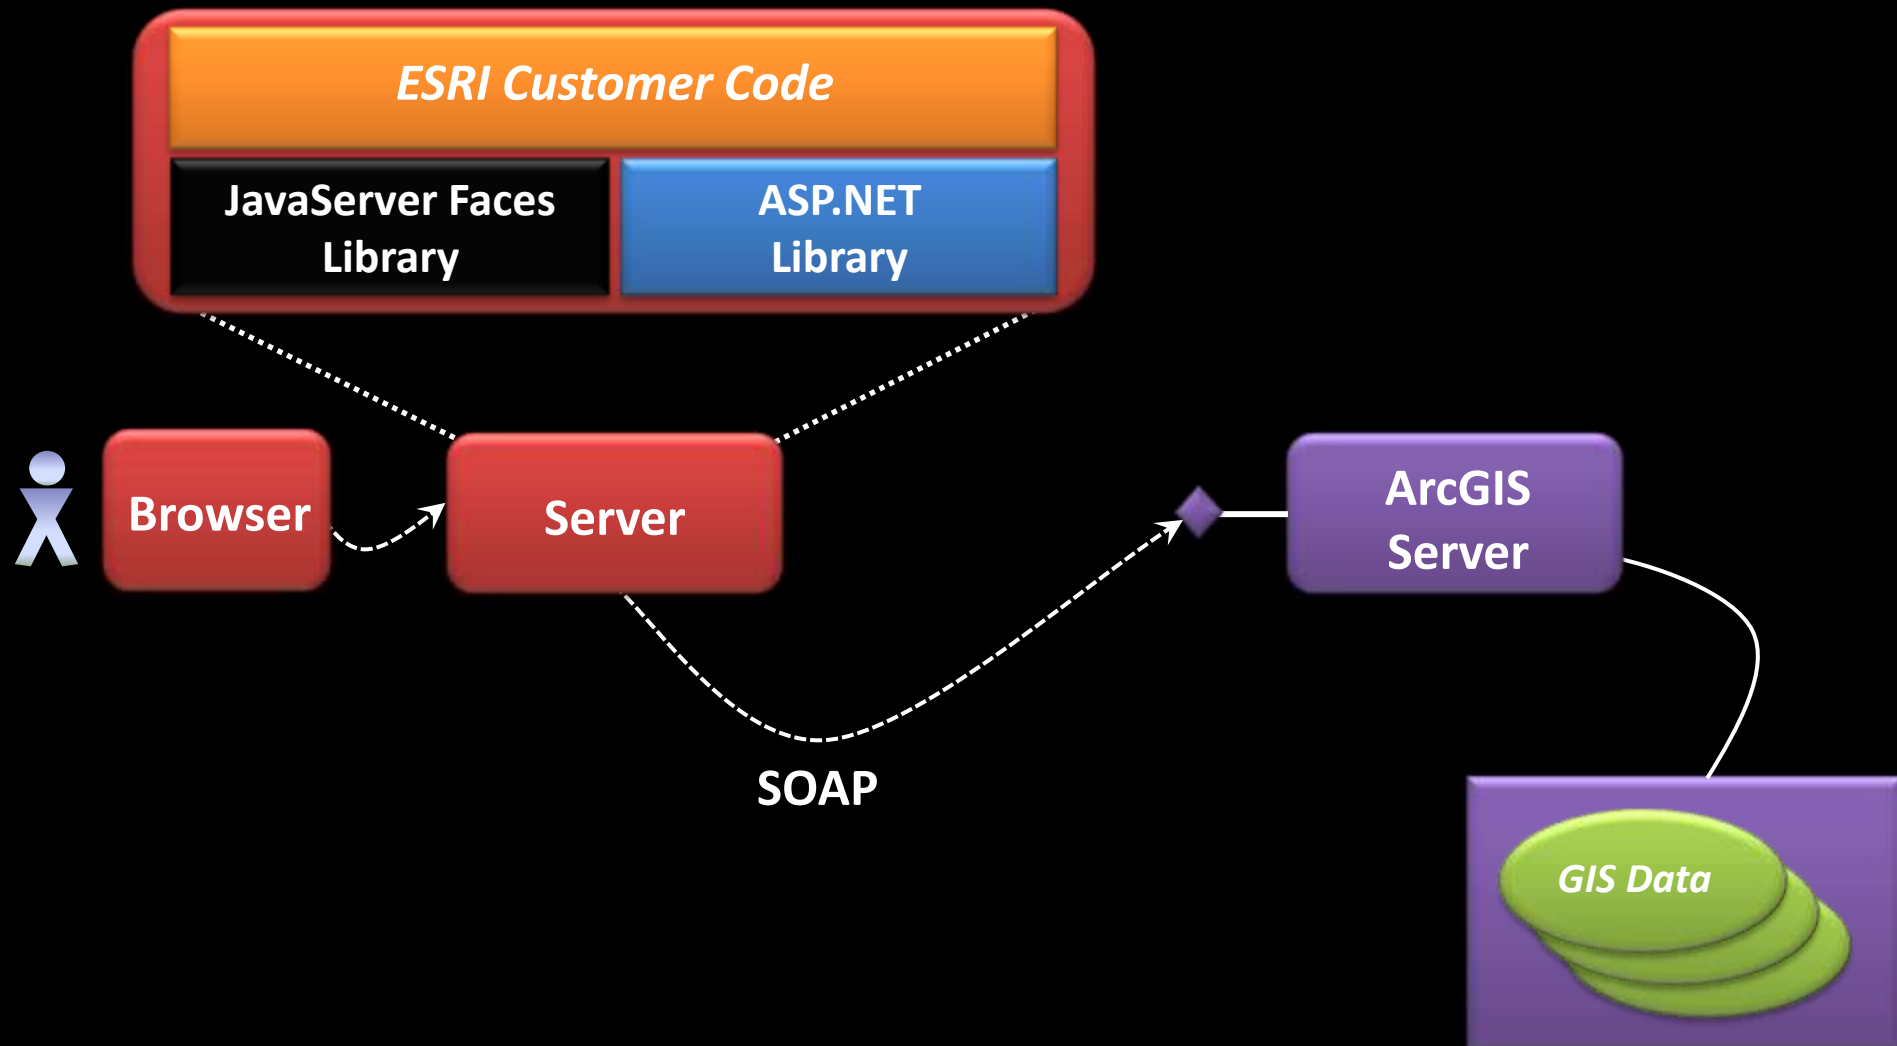 ESRI Customer Code
JavaServer Faces
Library
ASP.NET
Library
Browser
Server
ArcGIS
Server
SOAP
GIS Data